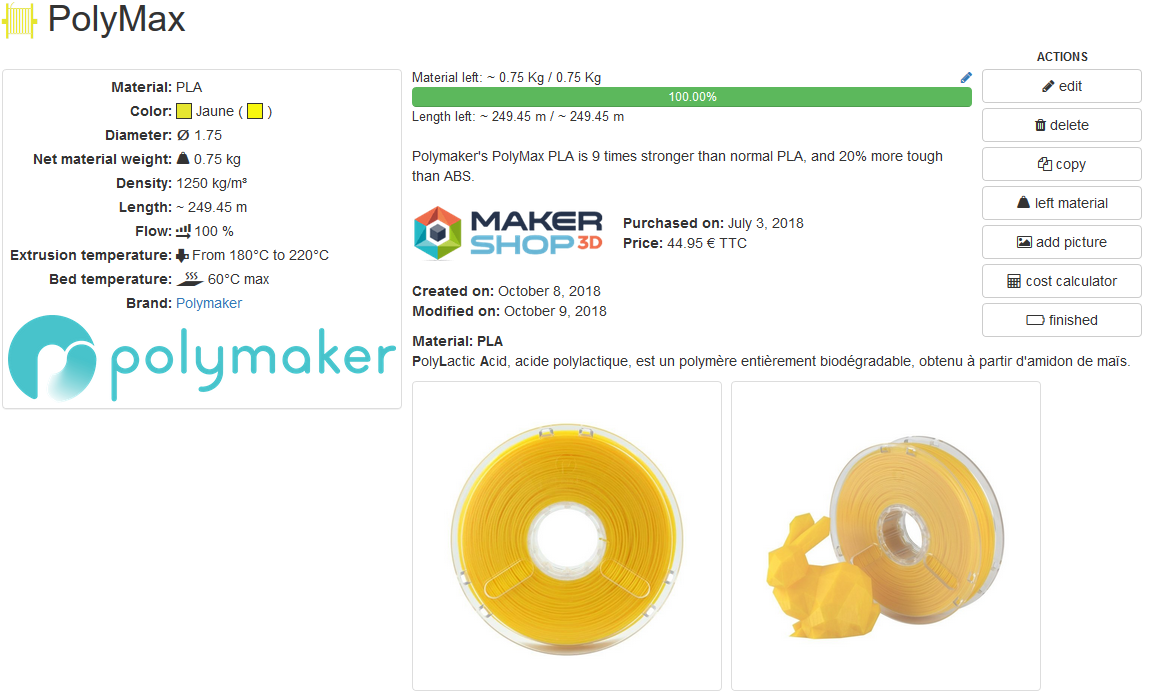 PolyMax
Material: PLA
Color: Jaune ( )
Diameter: Ø 1.75
Net material weight: 0.75 kg
Density: 1250 kg/m³
Length: ~ 249.45 m
Flow: 100 %
Extrusion temperature: From 180°C to 220°C
Bed temperature: 60°C max
Brand: Polymaker
polymaker
Material left: ~ 0.75 Kg / 0.75 Kg
100.00%
Length left: ~ 249.45 m / ~ 249.45 m
Polymaker's PolyMax PLA is 9 times stronger than normal PLA, and 20% more tough
than ABS.
MAKER
SHOP 3D
Purchased on: July 3, 2018
Price: 44.95 € TTC
Created on: October 8, 2018
Modified on: October 9, 2018
Material: PLA
PolyLactic Acid, acide polylactique, est un polymère entièrement biodégradable, obtenu à partir d'amidon de maïs.
ACTIONS
edit
delete
copy
left material
add picture
cost calculator
finished